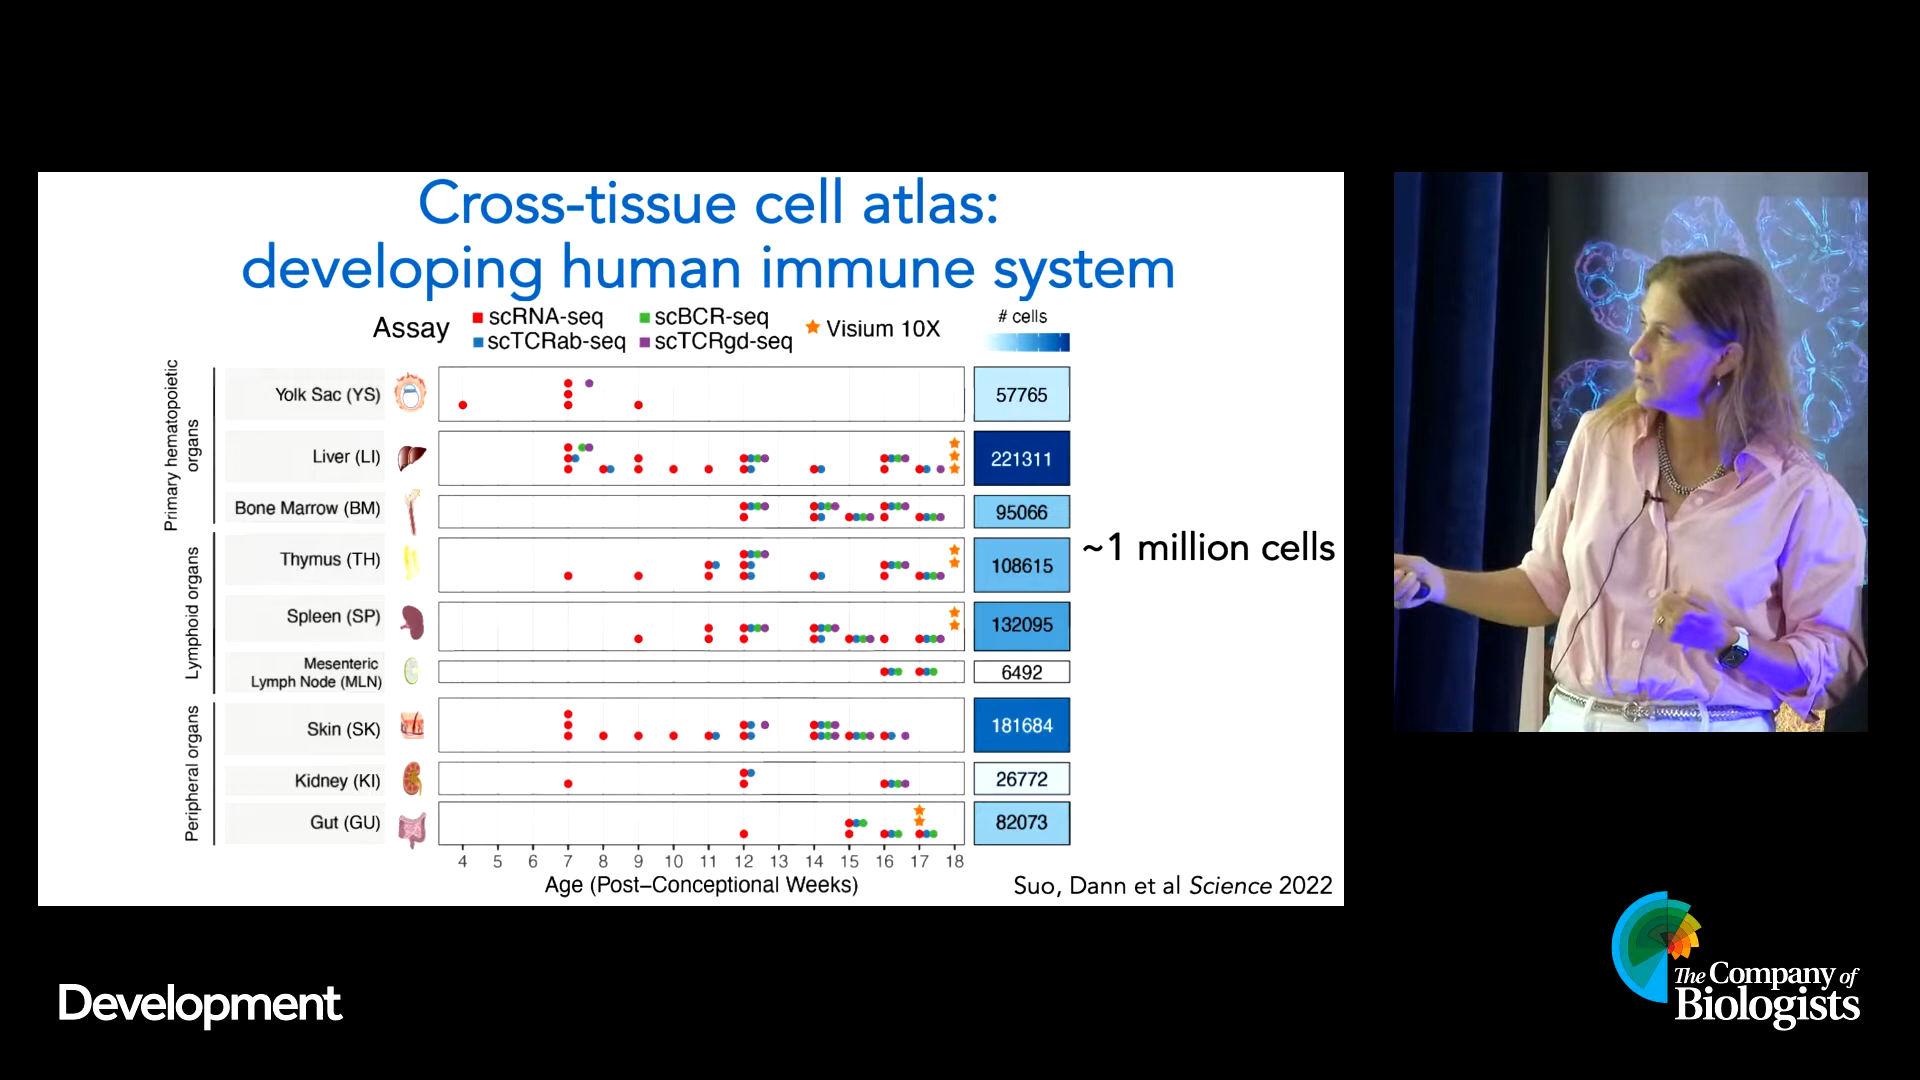 Cross-tissue cell atlas:
developing human immune system
Assay
scRNA-seq
scBCR-seq
Visium 10X
scTCRab-seq
scTCRgd-seq
# cells
Primary hematopoietic
organs
Yolk Sac (YS)
57765
Liver (LI)
221311
Bone Marrow (BM)
95066
~1 million cells
Lymphoid organs
Thymus (TH)
108615
Spleen (SP)
132095
Mesenteric
Lymph Node (MLN)
6492
Peripheral organs
Skin (SK)
181684
Kidney (KI)
26772
Gut (GU)
82073
4 5 6 7 8 9 10 11 12 13 14 15 16 17 18
Age (Post–Conceptional Weeks)
Suo, Dann et al Science 2022
Development
The Company of
Biologists